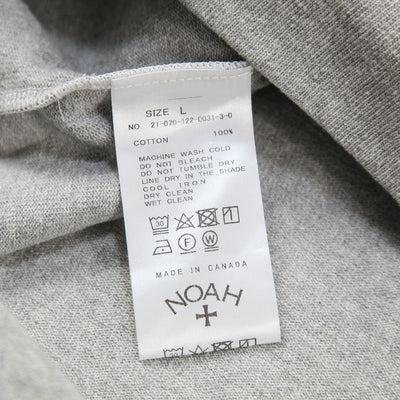 SIZE L
NO. 21-070-122-0031-3-0
COTTON 100%
MACHINE WASH COLD
DO NOT BLEACH
DO NOT TUMBLE DRY
LINE DRY IN THE SHADE
COOL IRON
DRY CLEAN
WET CLEAN
30
F W
MADE IN CANADA
NOAH